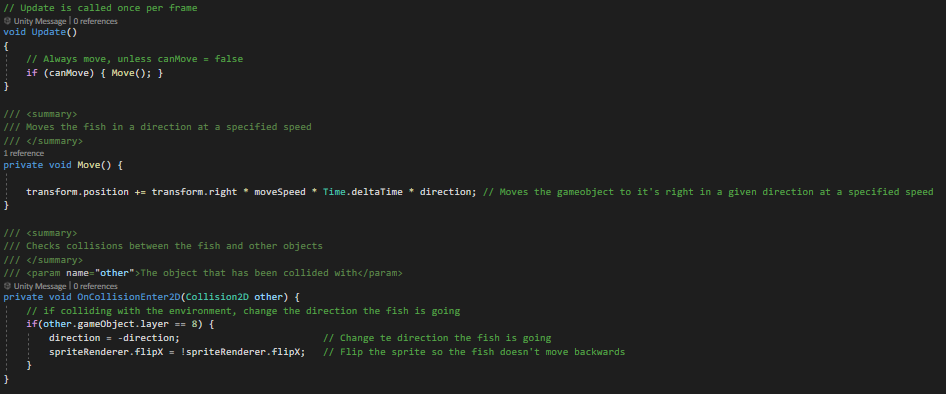 // Update is called once per frame
Unity Message | 0 references
void Update()
{
// Always move, unless canMove = false
if (canMove) { Move(); }
}
/// <summary>
/// Moves the fish in a direction at a specified speed
/// </summary>
1 reference
private void Move() {
transform.position += transform.right * moveSpeed * Time.deltaTime * direction; // Moves the gameobject to it's right in a given direction at a specified speed
}
/// <summary>
/// Checks collisions between the fish and other objects
/// </summary>
/// <param name="other">The object that has been collided with</param>
Unity Message | 0 references
private void OnCollisionEnter2D(Collision2D other) {
// if colliding with the environment, change the direction the fish is going
if(other.gameObject.layer == 8) {
direction = -direction; // Change te direction the fish is going
spriteRenderer.flipX = !spriteRenderer.flipX; // Flip the sprite so the fish doesn't move backwards
}
}